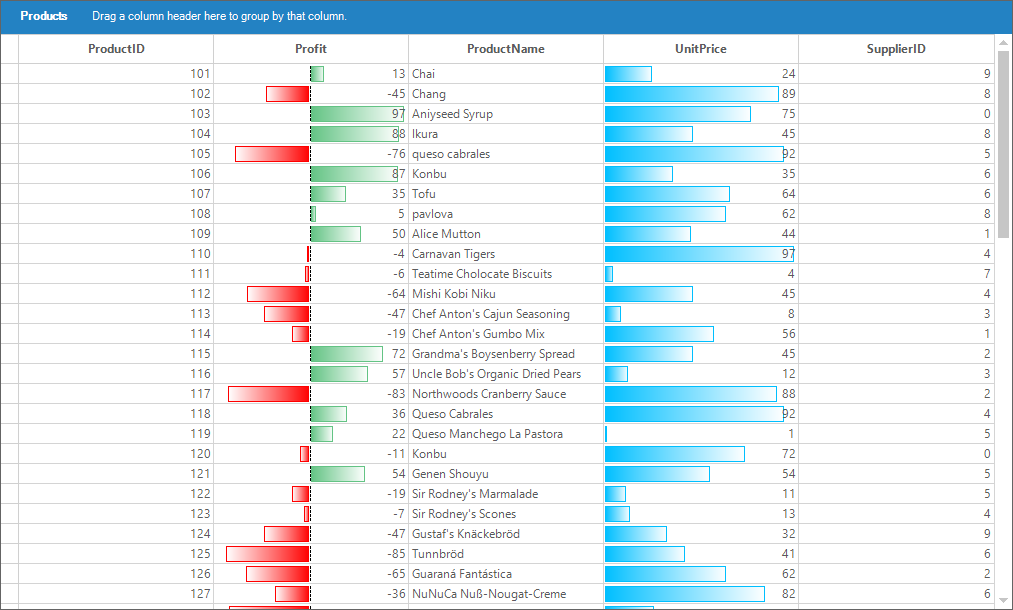 Products Drag a column header here to group by that column.
ProductID Profit ProductName UnitPrice SupplierID
101 13 Chai 24 9
102 -45 Chang 89 8
103 97 Aniyseed Syrup 75 0
104 88 Ikura 45 8
105 -76 queso cabrales 92 5
106 87 Konbu 35 6
107 35 Tofu 64 6
108 5 pavlova 62 8
109 50 Alice Mutton 44 1
110 -4 Carnavan Tigers 97 4
111 -6 Teatime Cholocate Biscuits 4 7
112 -64 Mishi Kobi Niku 45 4
113 -47 Chef Anton's Cajun Seasoning 8 3
114 -19 Chef Anton's Gumbo Mix 56 1
115 72 Grandma's Boysenberry Spread 45 2
116 57 Uncle Bob's Organic Dried Pears 12 3
117 -83 Northwoods Cranberry Sauce 88 2
118 36 Queso Cabrales 92 4
119 22 Queso Manchego La Pastora 1 5
120 -11 Konbu 72 0
121 54 Genen Shouyu 54 5
122 -19 Sir Rodney's Marmalade 11 5
123 -7 Sir Rodney's Scones 13 4
124 -47 Gustaf's Knäckebröd 32 9
125 -85 Tunnbröd 41 6
126 -65 Guaraná Fantástica 62 2
127 -36 NuNuCa Nuß-Nougat-Creme 82 6